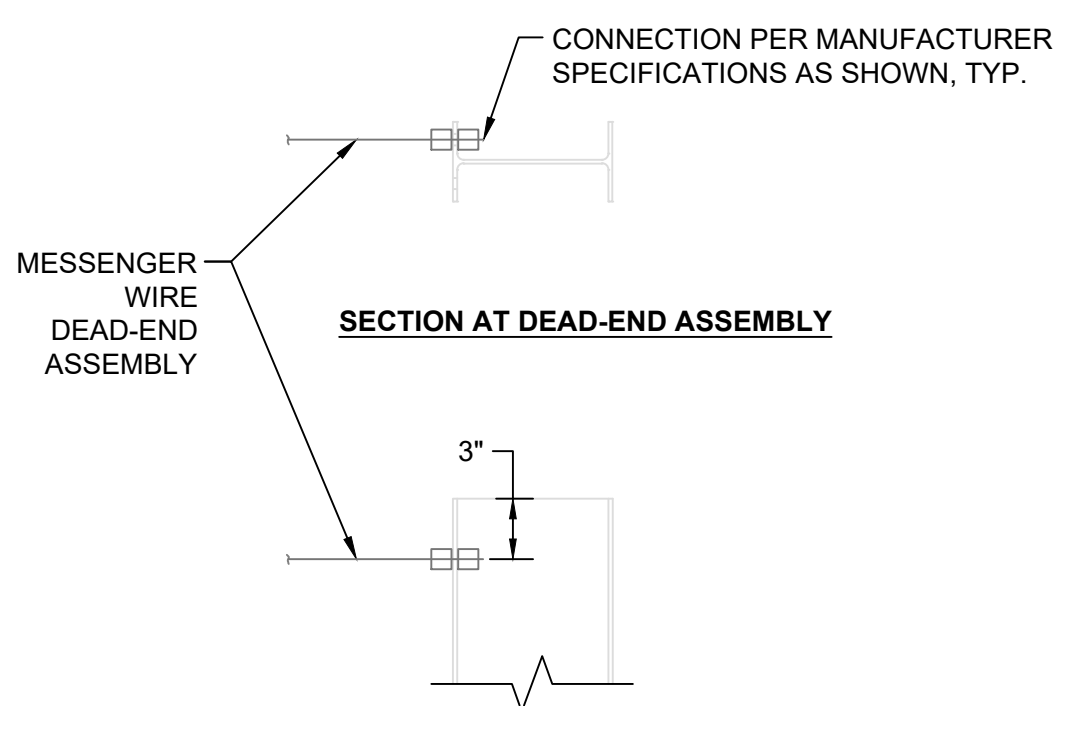 CONNECTION PER MANUFACTURER
SPECIFICATIONS AS SHOWN, TYP.
MESSENGER
WIRE
DEAD-END
ASSEMBLY
SECTION AT DEAD-END ASSEMBLY
3"